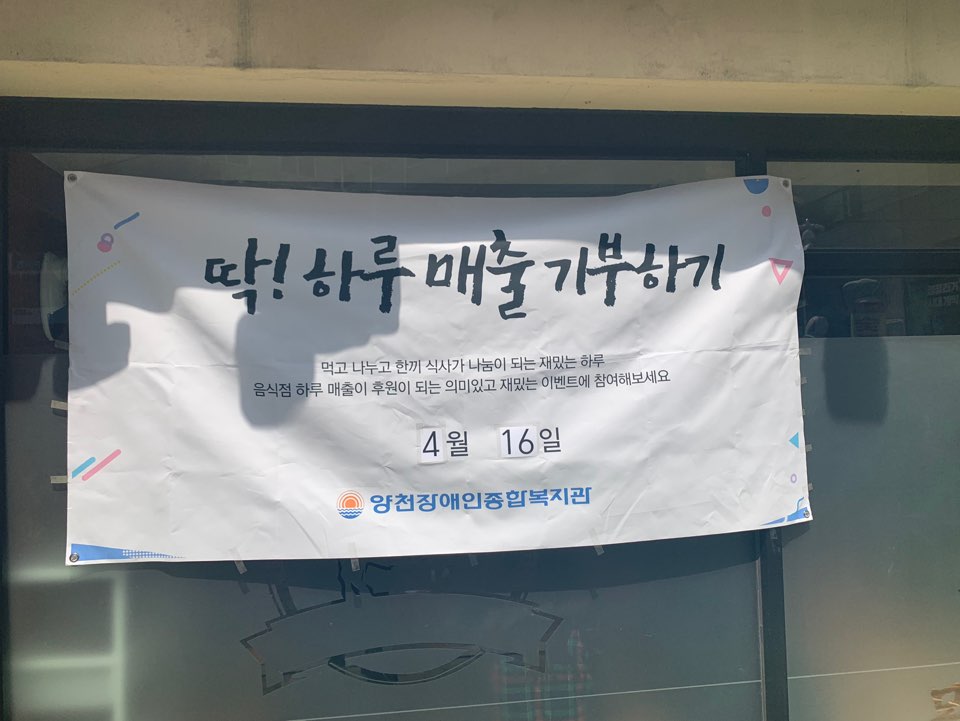 딱! 하루 매출 기부하기
먹고 나누고 한끼 식사가 나눔이 되는 재밌는 하루
음식점 하루 매출이 후원이 되는 의미있고 재밌는 이벤트에 참여해보세요
4월 16일
양천장애인종합복지관